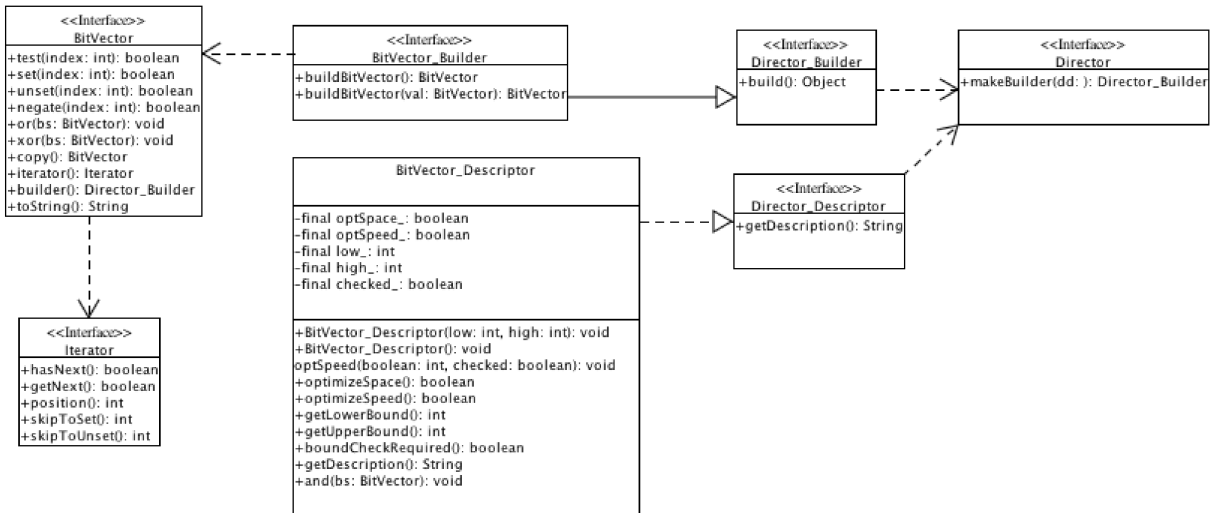 <<Interface>>
BitVector
+test(index: int): boolean
+set(index: int): boolean
+unset(index: int): boolean
+negate(index: int): boolean
+or(bs: BitVector): void
+xor(bs: BitVector): void
+copy(): BitVector
+iterator(): Iterator
+builder(): Director_Builder
+toString(): String
<<Interface>>
BitVector_Builder
+buildBitVector(): BitVector
+buildBitVector(val: BitVector): BitVector
<<Interface>>
Director_Builder
+build(): Object
<<Interface>>
Director
+makeBuilder(dd: ): Director_Builder
BitVector_Descriptor
-final optSpace_: boolean
-final optSpeed_: boolean
-final low_: int
-final high_: int
-final checked_: boolean
+BitVector_Descriptor(low: int, high: int): void
+BitVector_Descriptor(): void
optSpeed(boolean: int, checked: boolean): void
+optimizeSpace(): boolean
+optimizeSpeed(): boolean
+getLowerBound(): int
+getUpperBound(): int
+boundCheckRequired(): boolean
+getDescription(): String
+and(bs: BitVector): void
<<Interface>>
Director_Descriptor
+getDescription(): String
<<Interface>>
Iterator
+hasNext(): boolean
+getNext(): boolean
+position(): int
+skipToSet(): int
+skipToUnset(): int